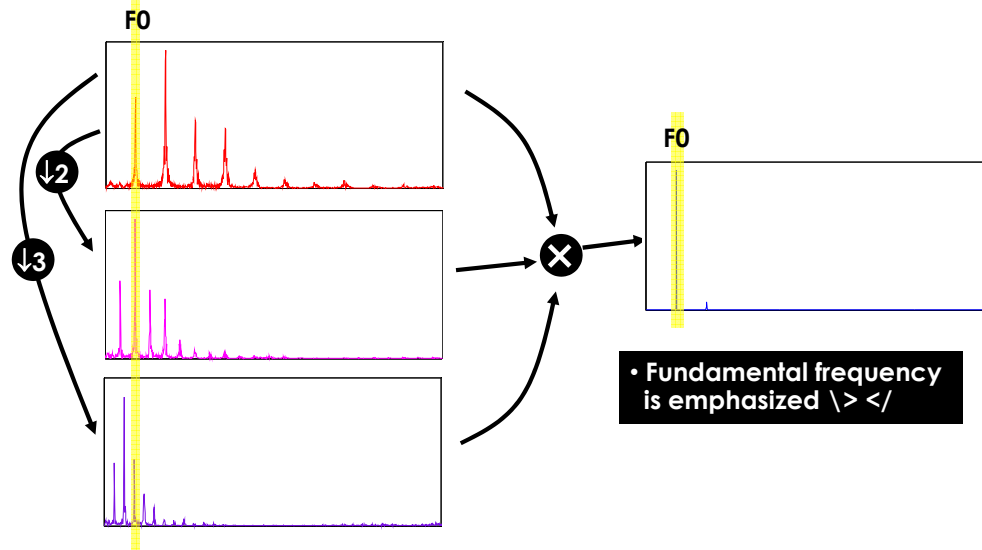 F0
↓2
F0
↓3
×
• Fundamental frequency
is emphasized \> </